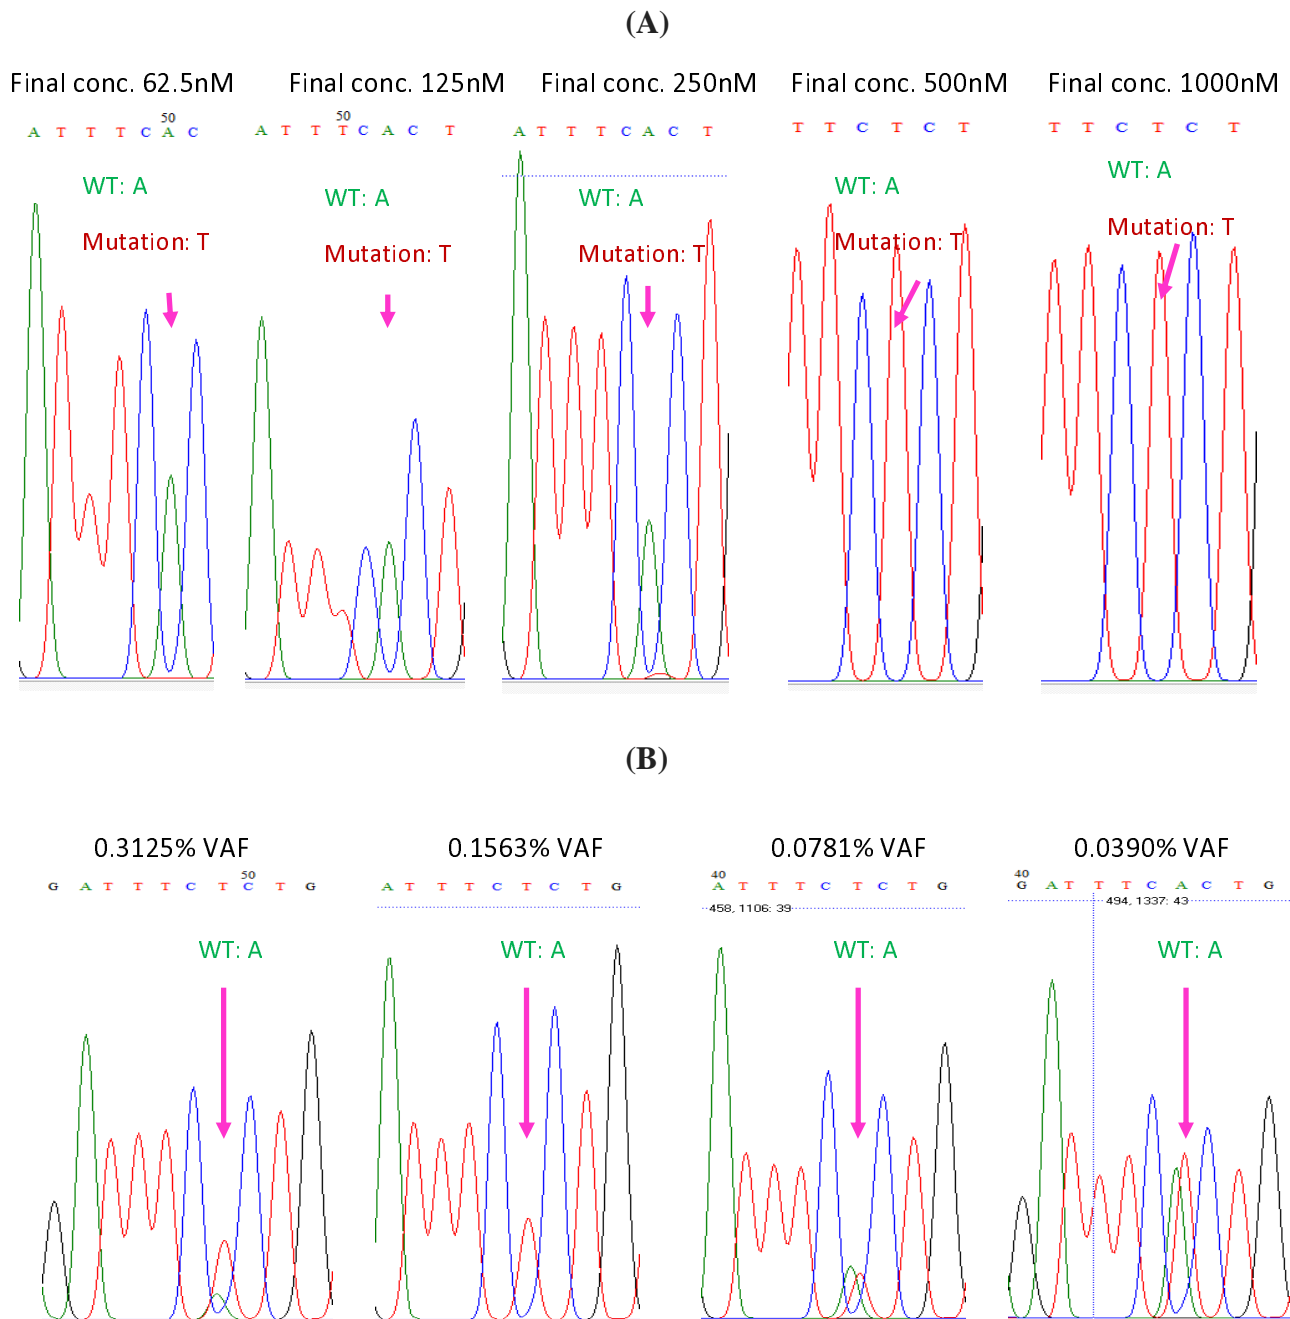 (A)
Final conc. 62.5nM Final conc. 125nM Final conc. 250nM Final conc. 500nM Final conc. 1000nM
50 50
A T T T C A C A T T T C A C T A T T T C A C T T T C T C T T T C T C T
WT: A WT: A WT: A WT: A WT: A
Mutation: T Mutation: T Mutation: T Mutation: T Mutation: T
(B)
0.3125% VAF 0.1563% VAF 0.0781% VAF 0.0390% VAF
50 50 40 40
G A T T T C T C T G A T T T C T C T G A T T T C T C T G G A T T T C A C T G
458, 1106: 39 494, 1337: 43
WT: A WT: A WT: A WT: A